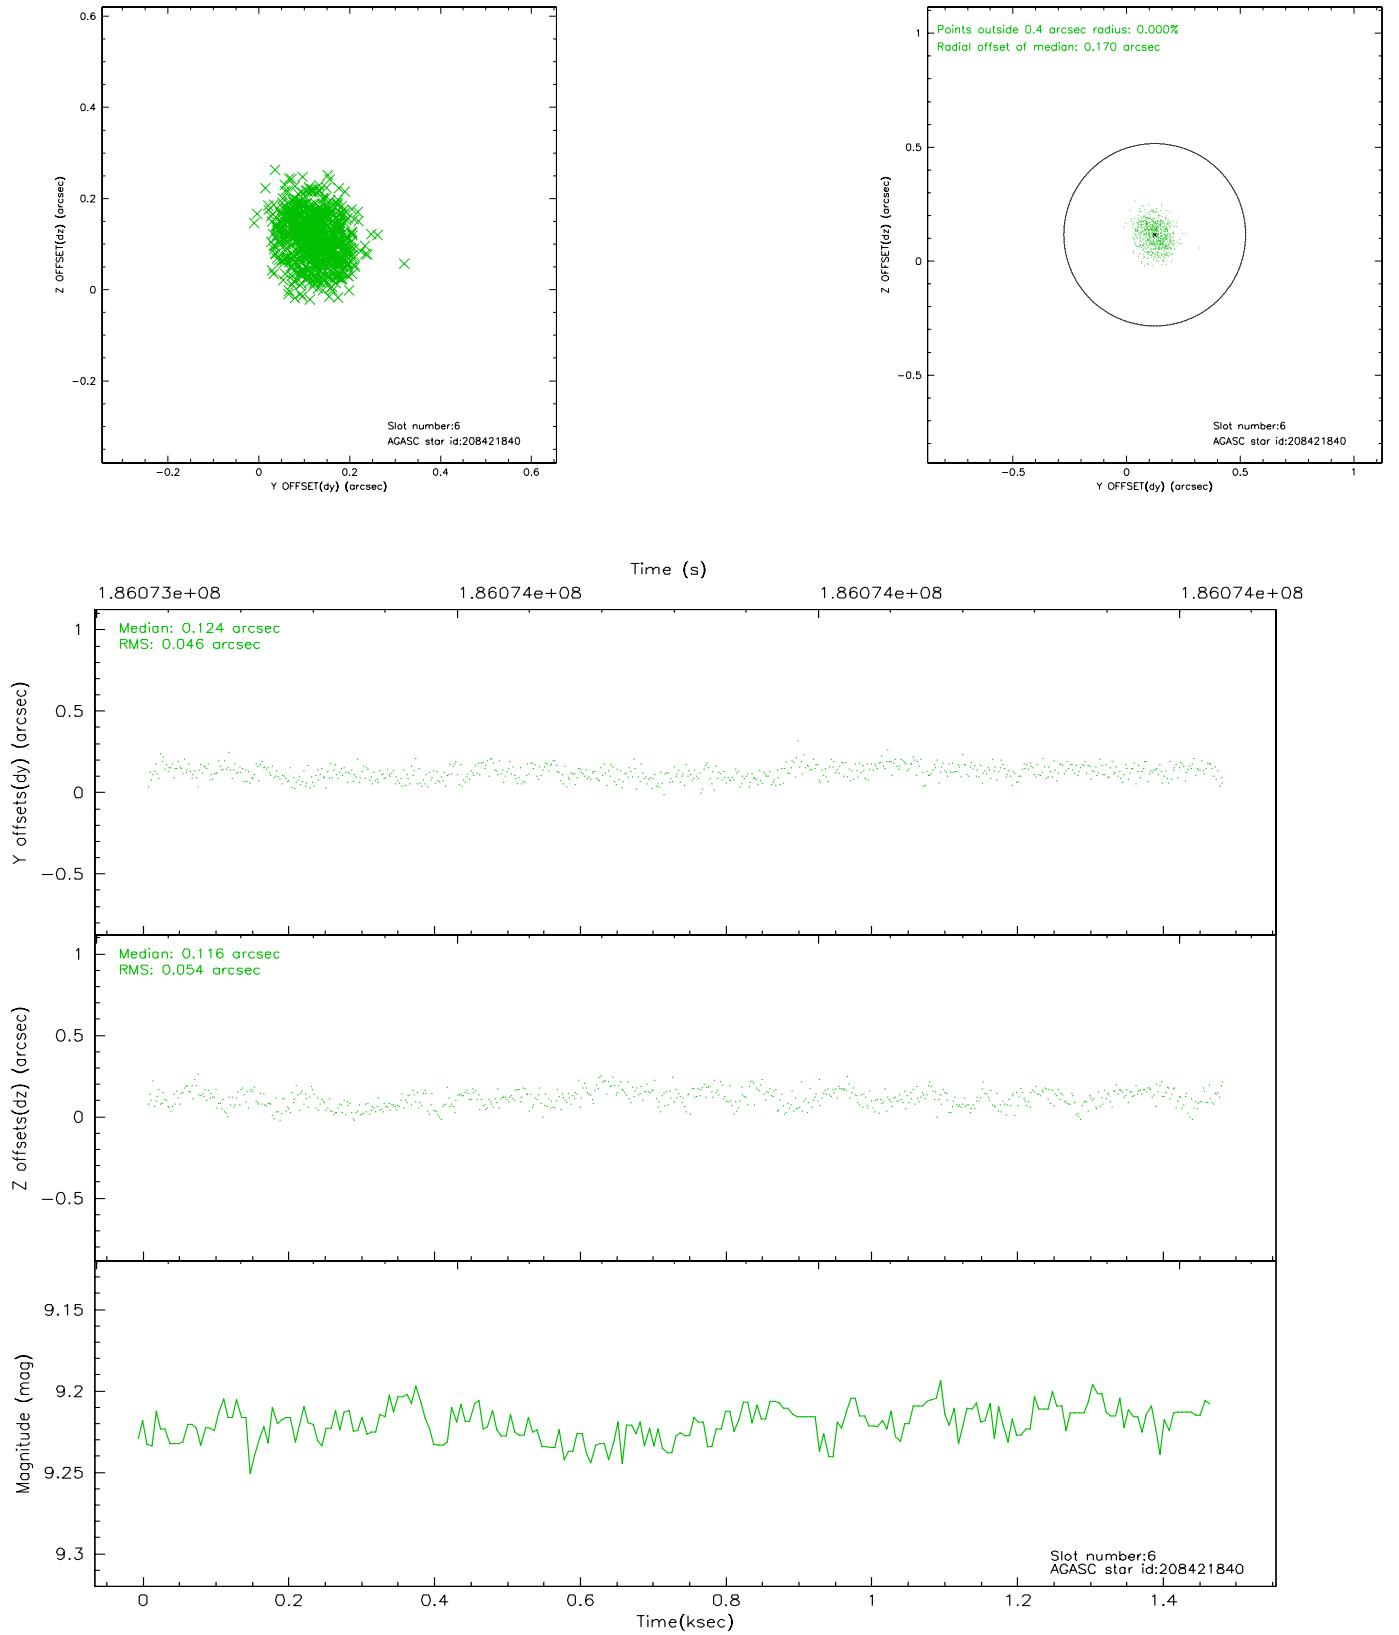 0.6
0.4
0.2
0
−0.2
Z OFFSET(dz) (arcsec)
−0.2 0 0.2 0.4 0.6
Y OFFSET(dy) (arcsec)
Slot number:6
AGASC star id:208421840
Points outside 0.4 arcsec radius: 0.000%
Radial offset of median: 0.170 arcsec
1
0.5
0
−0.5
Z OFFSET(dz) (arcsec)
−0.5 0 0.5 1
Y OFFSET(dy) (arcsec)
Slot number:6
AGASC star id:208421840
Time (s)
1.86073e+08 1.86074e+08 1.86074e+08 1.86074e+08
Median: 0.124 arcsec
RMS: 0.046 arcsec
1
0.5
0
−0.5
Y offsets(dy) (arcsec)
Median: 0.116 arcsec
RMS: 0.054 arcsec
1
0.5
0
−0.5
Z offsets(dz) (arcsec)
9.15
9.2
9.25
9.3
Magnitude (mag)
Slot number:6
AGASC star id:208421840
0 0.2 0.4 0.6 0.8 1 1.2 1.4
Time(ksec)